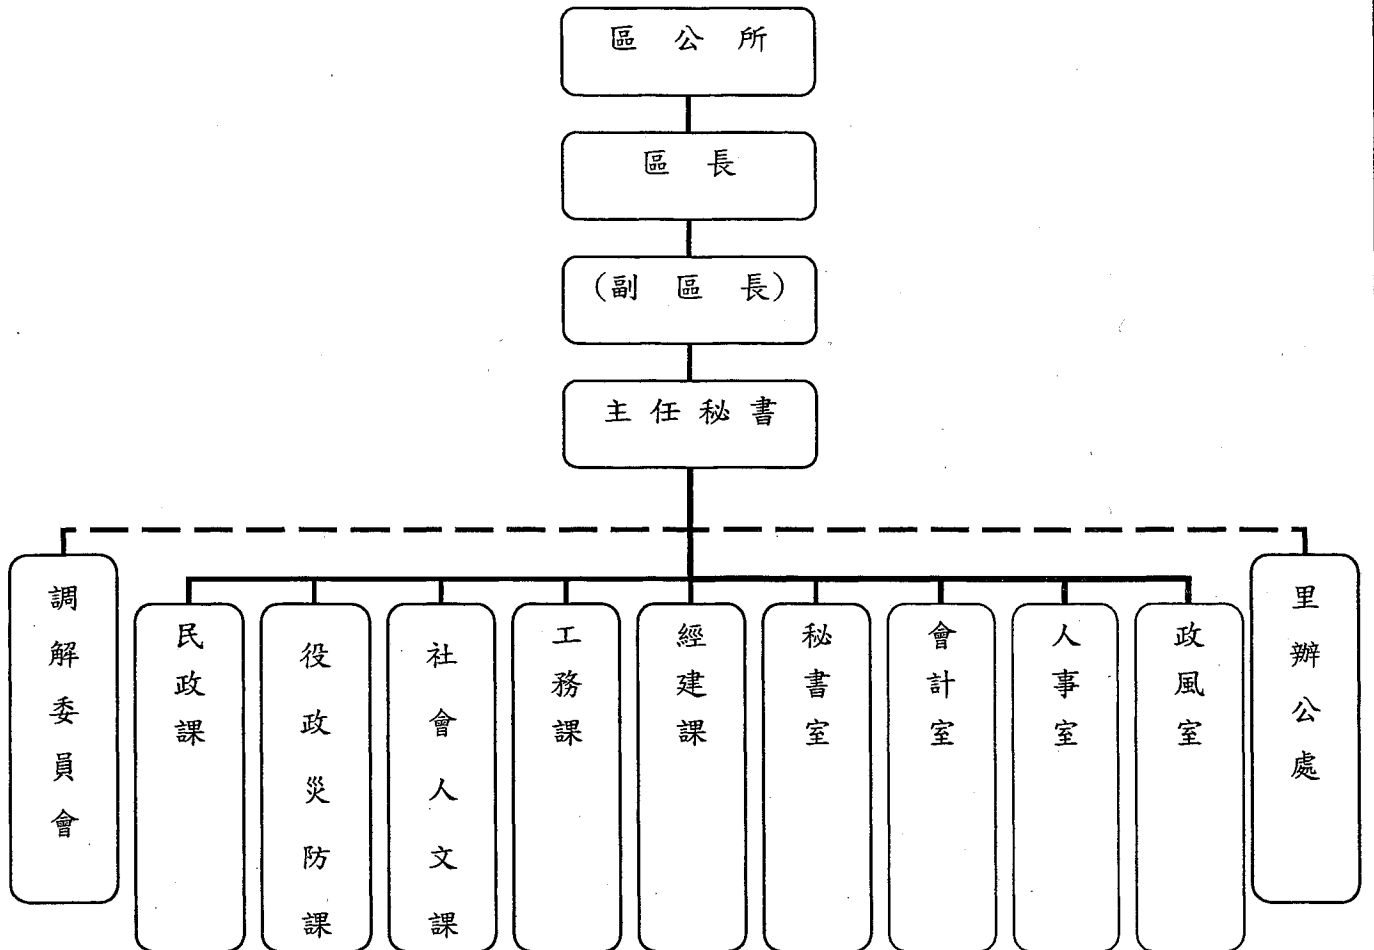 區公所
區長
(副區長)
主任秘書
調解委員會
民政課
役政災防課
社會人文課
工務課
經建課
秘書室
會計室
人事室
政風室
里辦公處